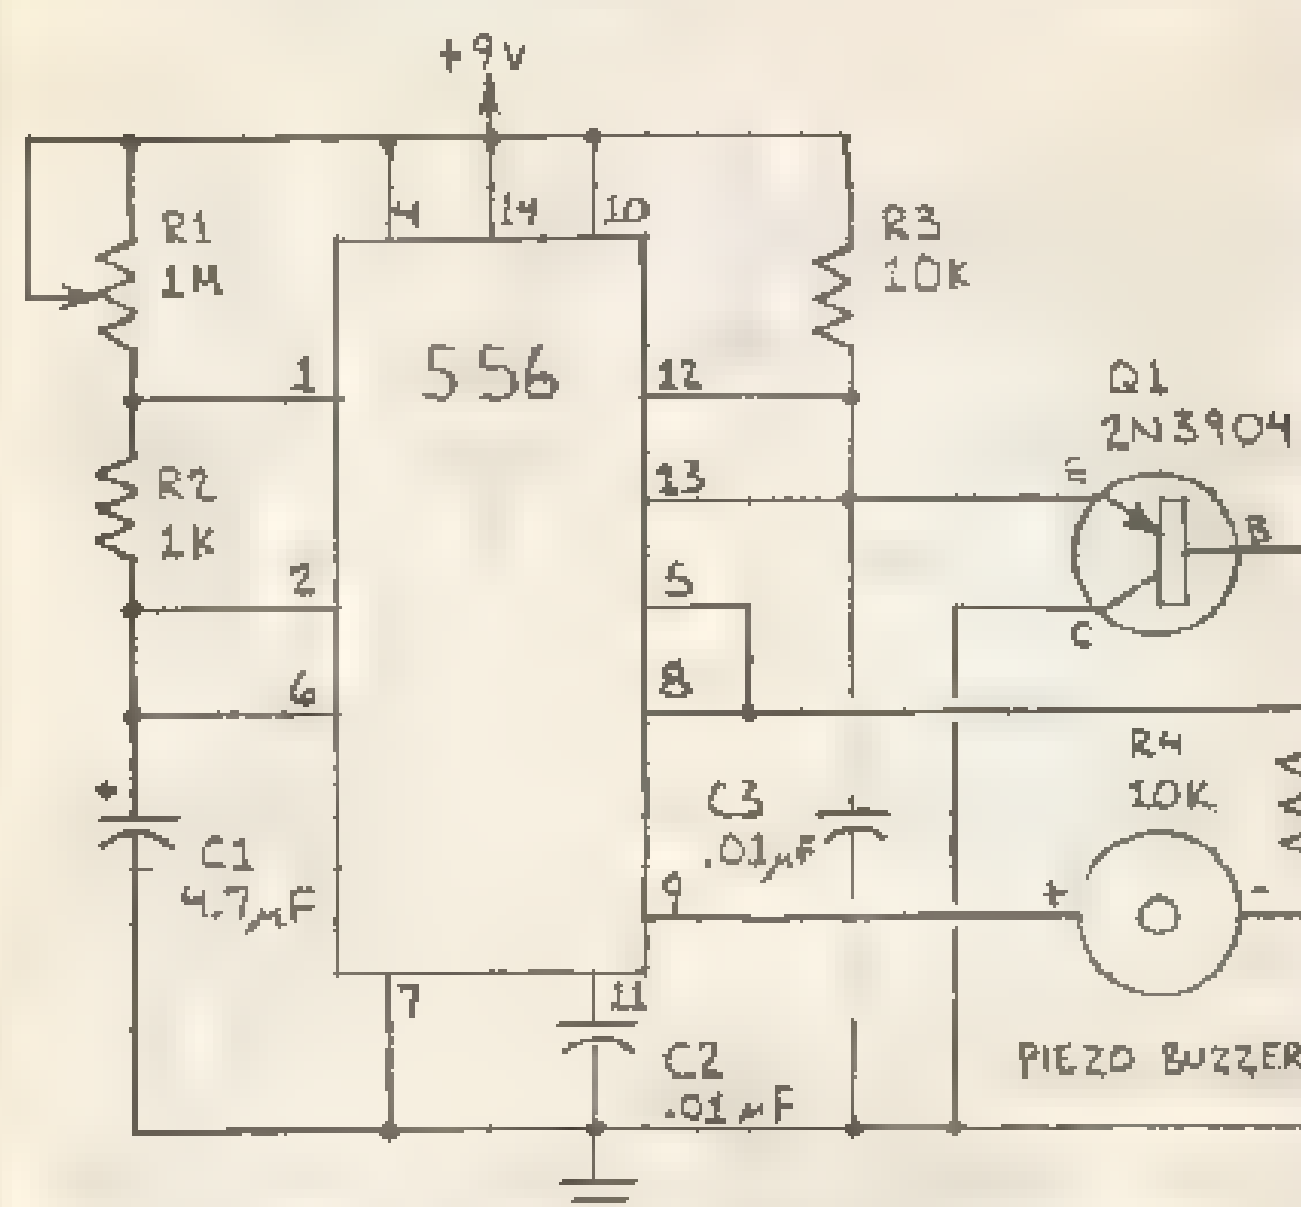 +9V
4
14
10
R1
1M
R3
10K
1
556
12
Q1
2N3904
R2
1K
13
E
B
2
5
C
6
8
R4
10K
+
C1
4.7µF
C3
.01µF
9
+
-
7
11
C2
.01µF
PIEZO BUZZER